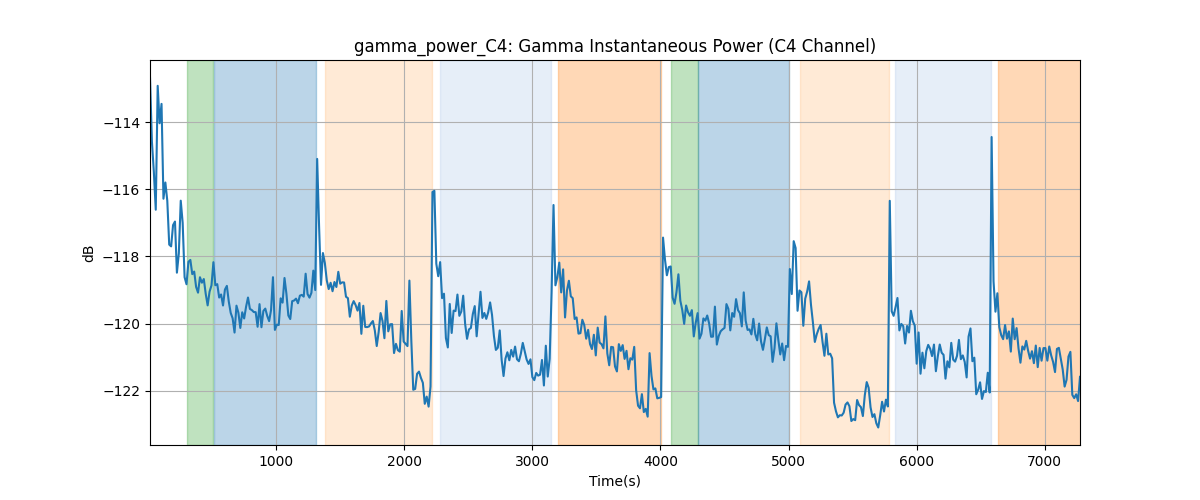 gamma_power_C4: Gamma Instantaneous Power (C4 Channel)
dB
−114
−116
−118
−120
−122
1000 2000 3000 4000 5000 6000 7000
Time(s)